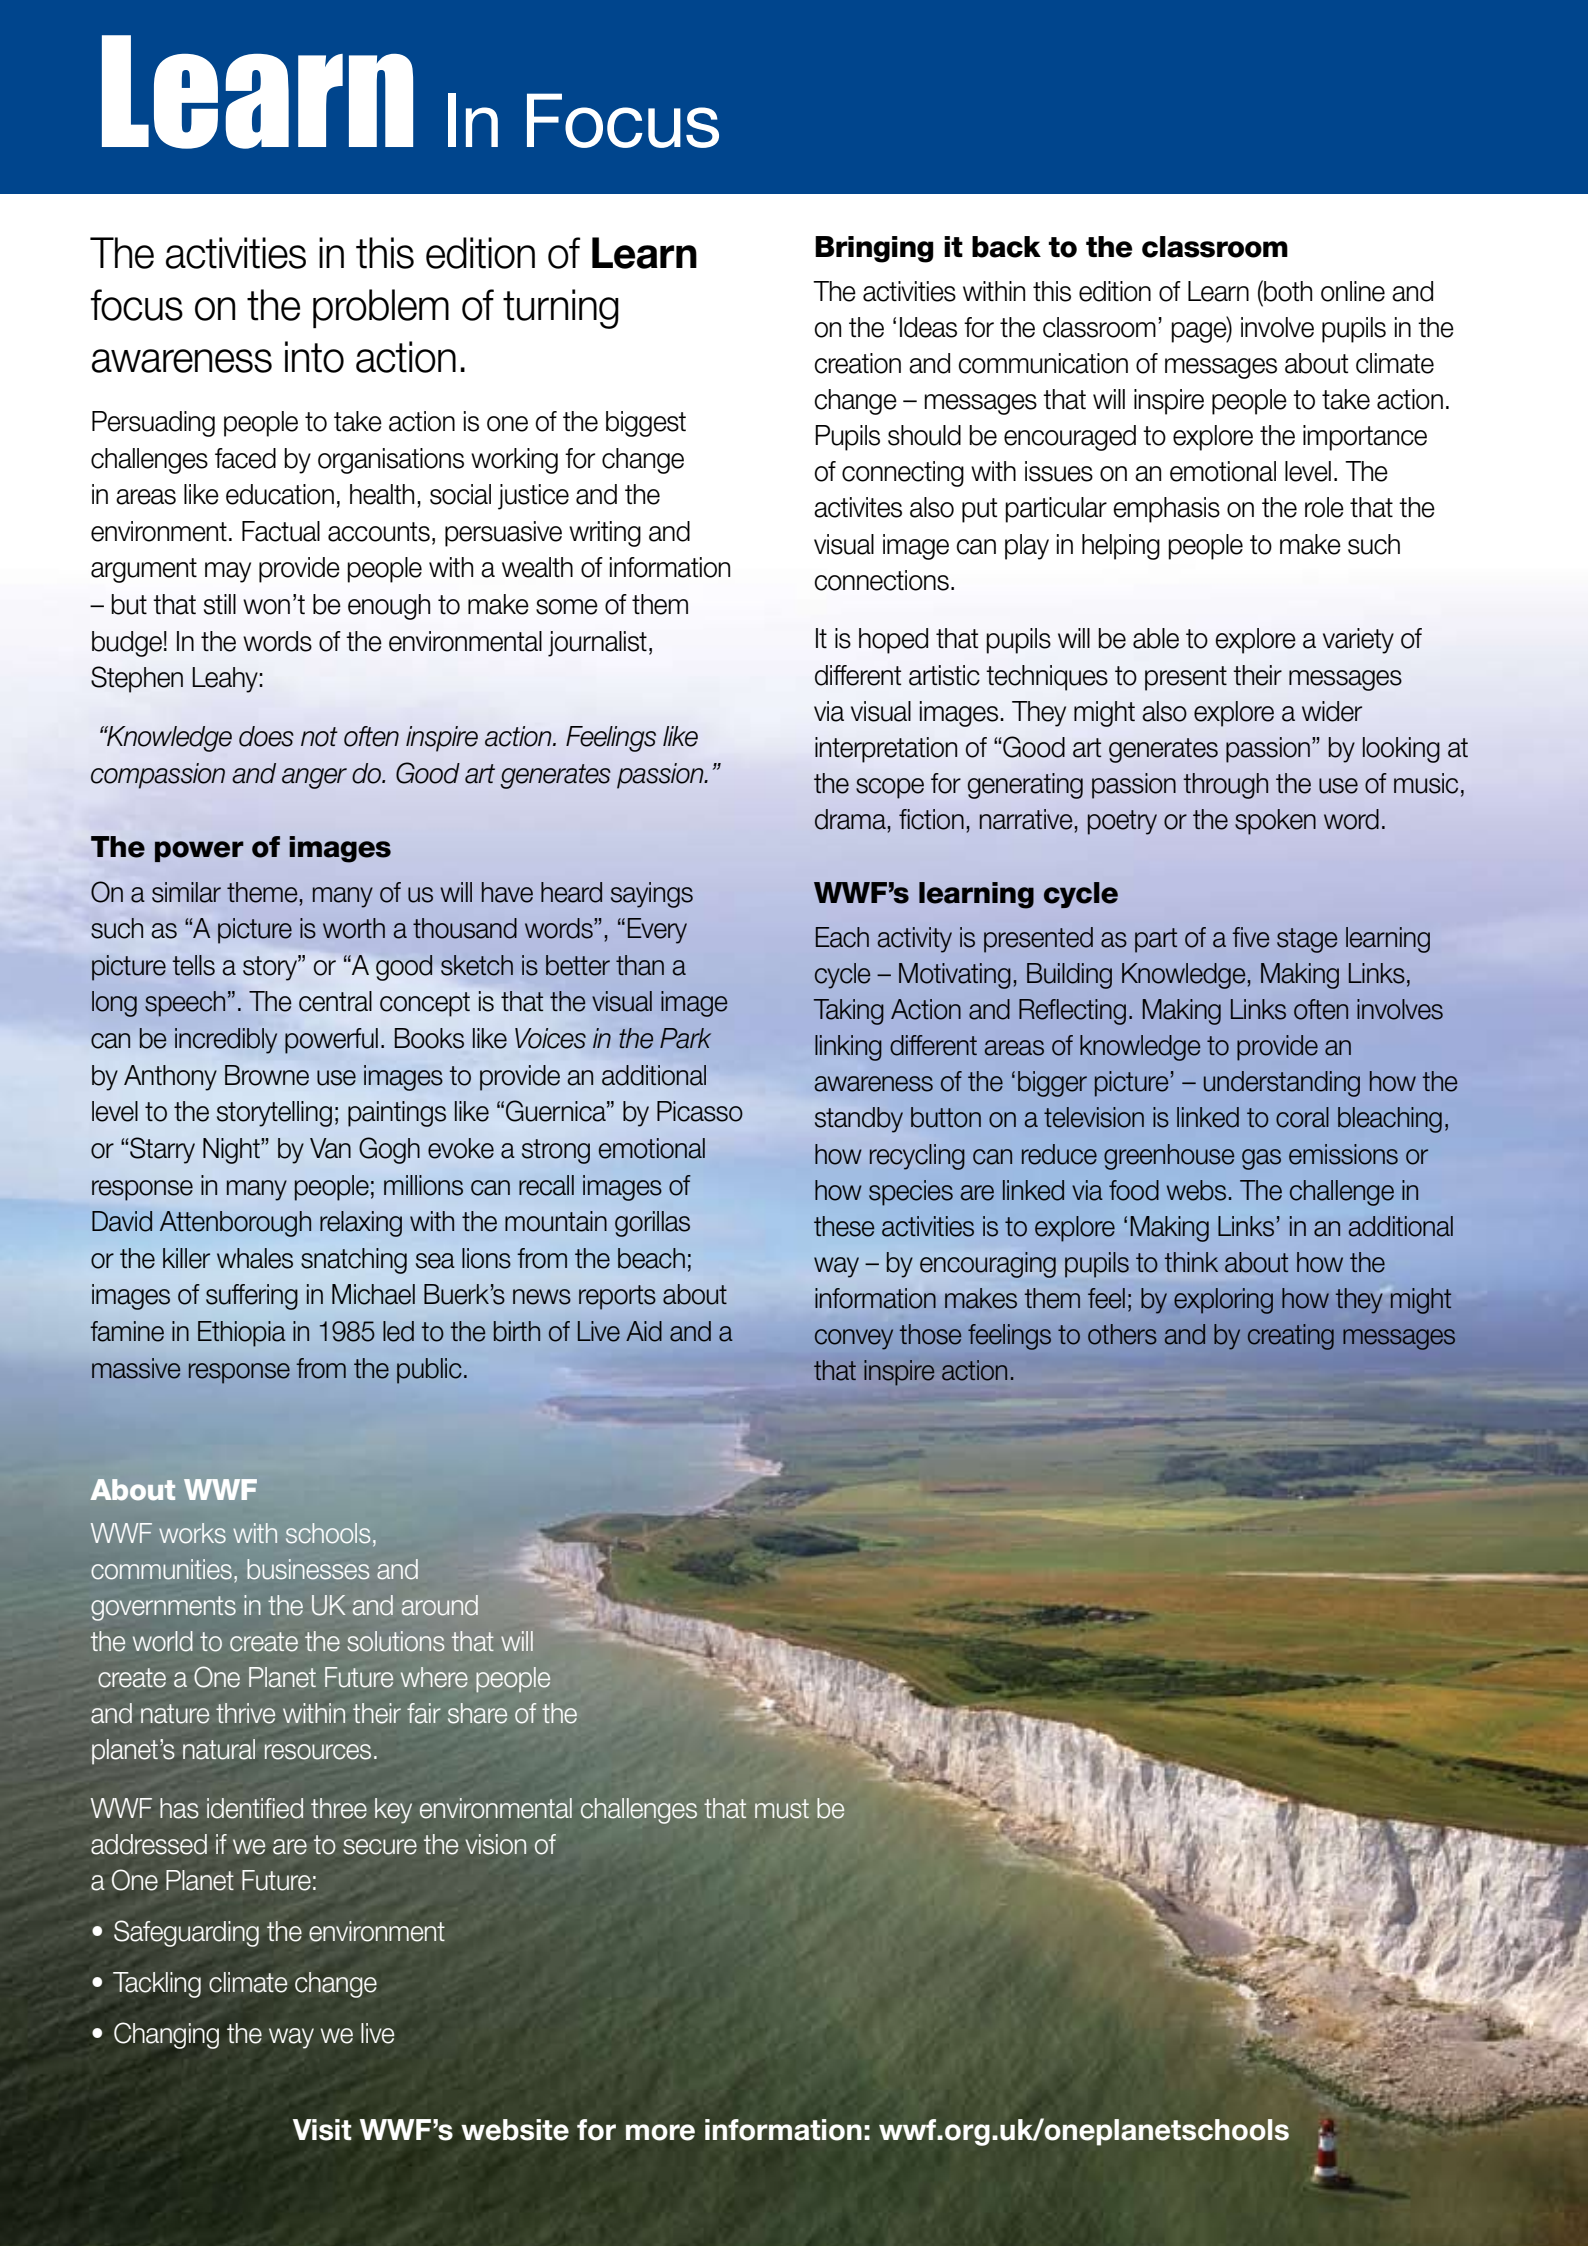 Learn In Focus
The activities in this edition of Learn
focus on the problem of turning
awareness into action.
Persuading people to take action is one of the biggest
challenges faced by organisations working for change
in areas like education, health, social justice and the
environment. Factual accounts, persuasive writing and
argument may provide people with a wealth of information
– but that still won’t be enough to make some of them
budge! In the words of the environmental journalist,
Stephen Leahy:
“Knowledge does not often inspire action. Feelings like
compassion and anger do. Good art generates passion.”
The power of images
On a similar theme, many of us will have heard sayings
such as “A picture is worth a thousand words”, “Every
picture tells a story” or “A good sketch is better than a
long speech”. The central concept is that the visual image
can be incredibly powerful. Books like Voices in the Park
by Anthony Browne use images to provide an additional
level to the storytelling; paintings like “Guernica” by Picasso
or “Starry Night” by Van Gogh evoke a strong emotional
response in many people; millions can recall images of
David Attenborough relaxing with the mountain gorillas
or the killer whales snatching sea lions from the beach;
images of suffering in Michael Buerk’s news reports about
famine in Ethiopia in 1985 led to the birth of Live Aid and a
massive response from the public.
Bringing it back to the classroom
The activities within this edition of Learn (both online and
on the ‘Ideas for the classroom’ page) involve pupils in the
creation and communication of messages about climate
change – messages that will inspire people to take action.
Pupils should be encouraged to explore the importance
of connecting with issues on an emotional level. The
activites also put particular emphasis on the role that the
visual image can play in helping people to make such
connections.
It is hoped that pupils will be able to explore a variety of
different artistic techniques to present their messages
via visual images. They might also explore a wider
interpretation of “Good art generates passion” by looking at
the scope for generating passion through the use of music,
drama, fiction, narrative, poetry or the spoken word.
WWF’s learning cycle
Each activity is presented as part of a five stage learning
cycle – Motivating, Building Knowledge, Making Links,
Taking Action and Reflecting. Making Links often involves
linking different areas of knowledge to provide an
awareness of the ‘bigger picture’ – understanding how the
standby button on a television is linked to coral bleaching,
how recycling can reduce greenhouse gas emissions or
how species are linked via food webs. The challenge in
these activities is to explore ‘Making Links’ in an additional
way – by encouraging pupils to think about how the
information makes them feel; by exploring how they might
convey those feelings to others and by creating messages
that inspire action.
About WWF
WWF works with schools,
communities, businesses and
governments in the UK and around
the world to create the solutions that will
create a One Planet Future where people
and nature thrive within their fair share of the
planet’s natural resources.
WWF has identified three key environmental challenges that must be
addressed if we are to secure the vision of
a One Planet Future:
• Safeguarding the environment
• Tackling climate change
• Changing the way we live
Visit WWF’s website for more information: wwf.org.uk/oneplanetschools